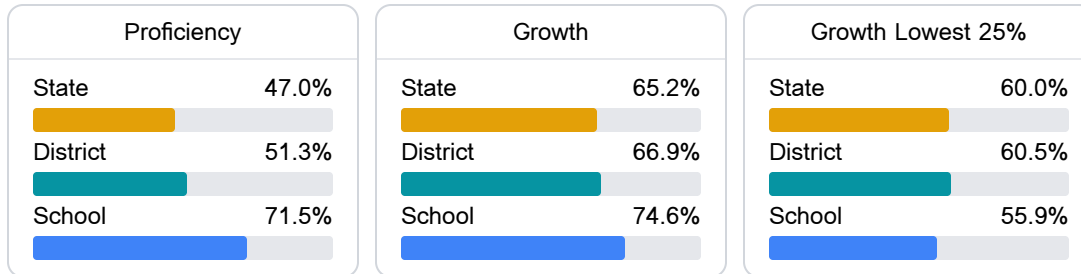 Proficiency
State 47.0%
District 51.3%
School 71.5%
Growth
State 65.2%
District 66.9%
School 74.6%
Growth Lowest 25%
State 60.0%
District 60.5%
School 55.9%